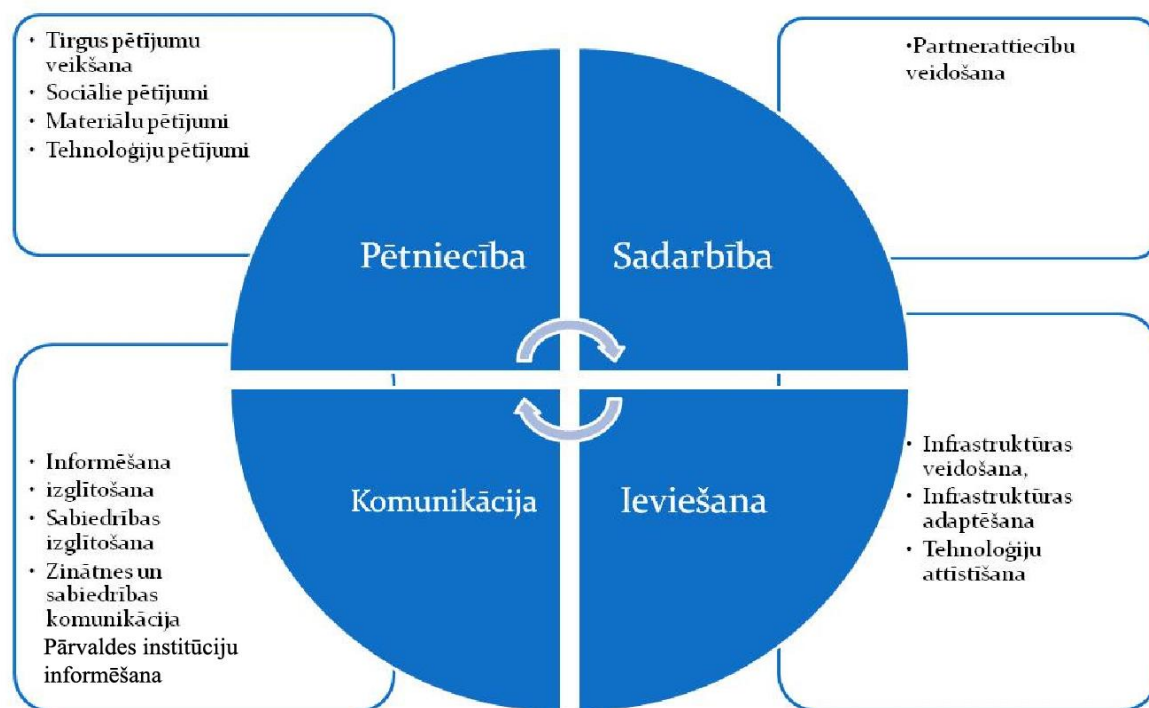 • Tirgus pētījumu
veikšana
• Sociālie pētījumi
• Materiālu pētījumi
• Tehnoloģiju pētījumi
•Partnerattiecību
veidošana
Pētniecība
Sadarbība
Komunikācija
Ieviešana
• Informēšana
• izglītošana
• Sabiedrības
izglītošana
• Zinātnes un
sabiedrības
komunikācija
Pārvaldes institūciju
informēšana
• Infrastruktūras
veidošana,
• Infrastruktūras
adaptēšana
• Tehnoloģiju
attīstīšana